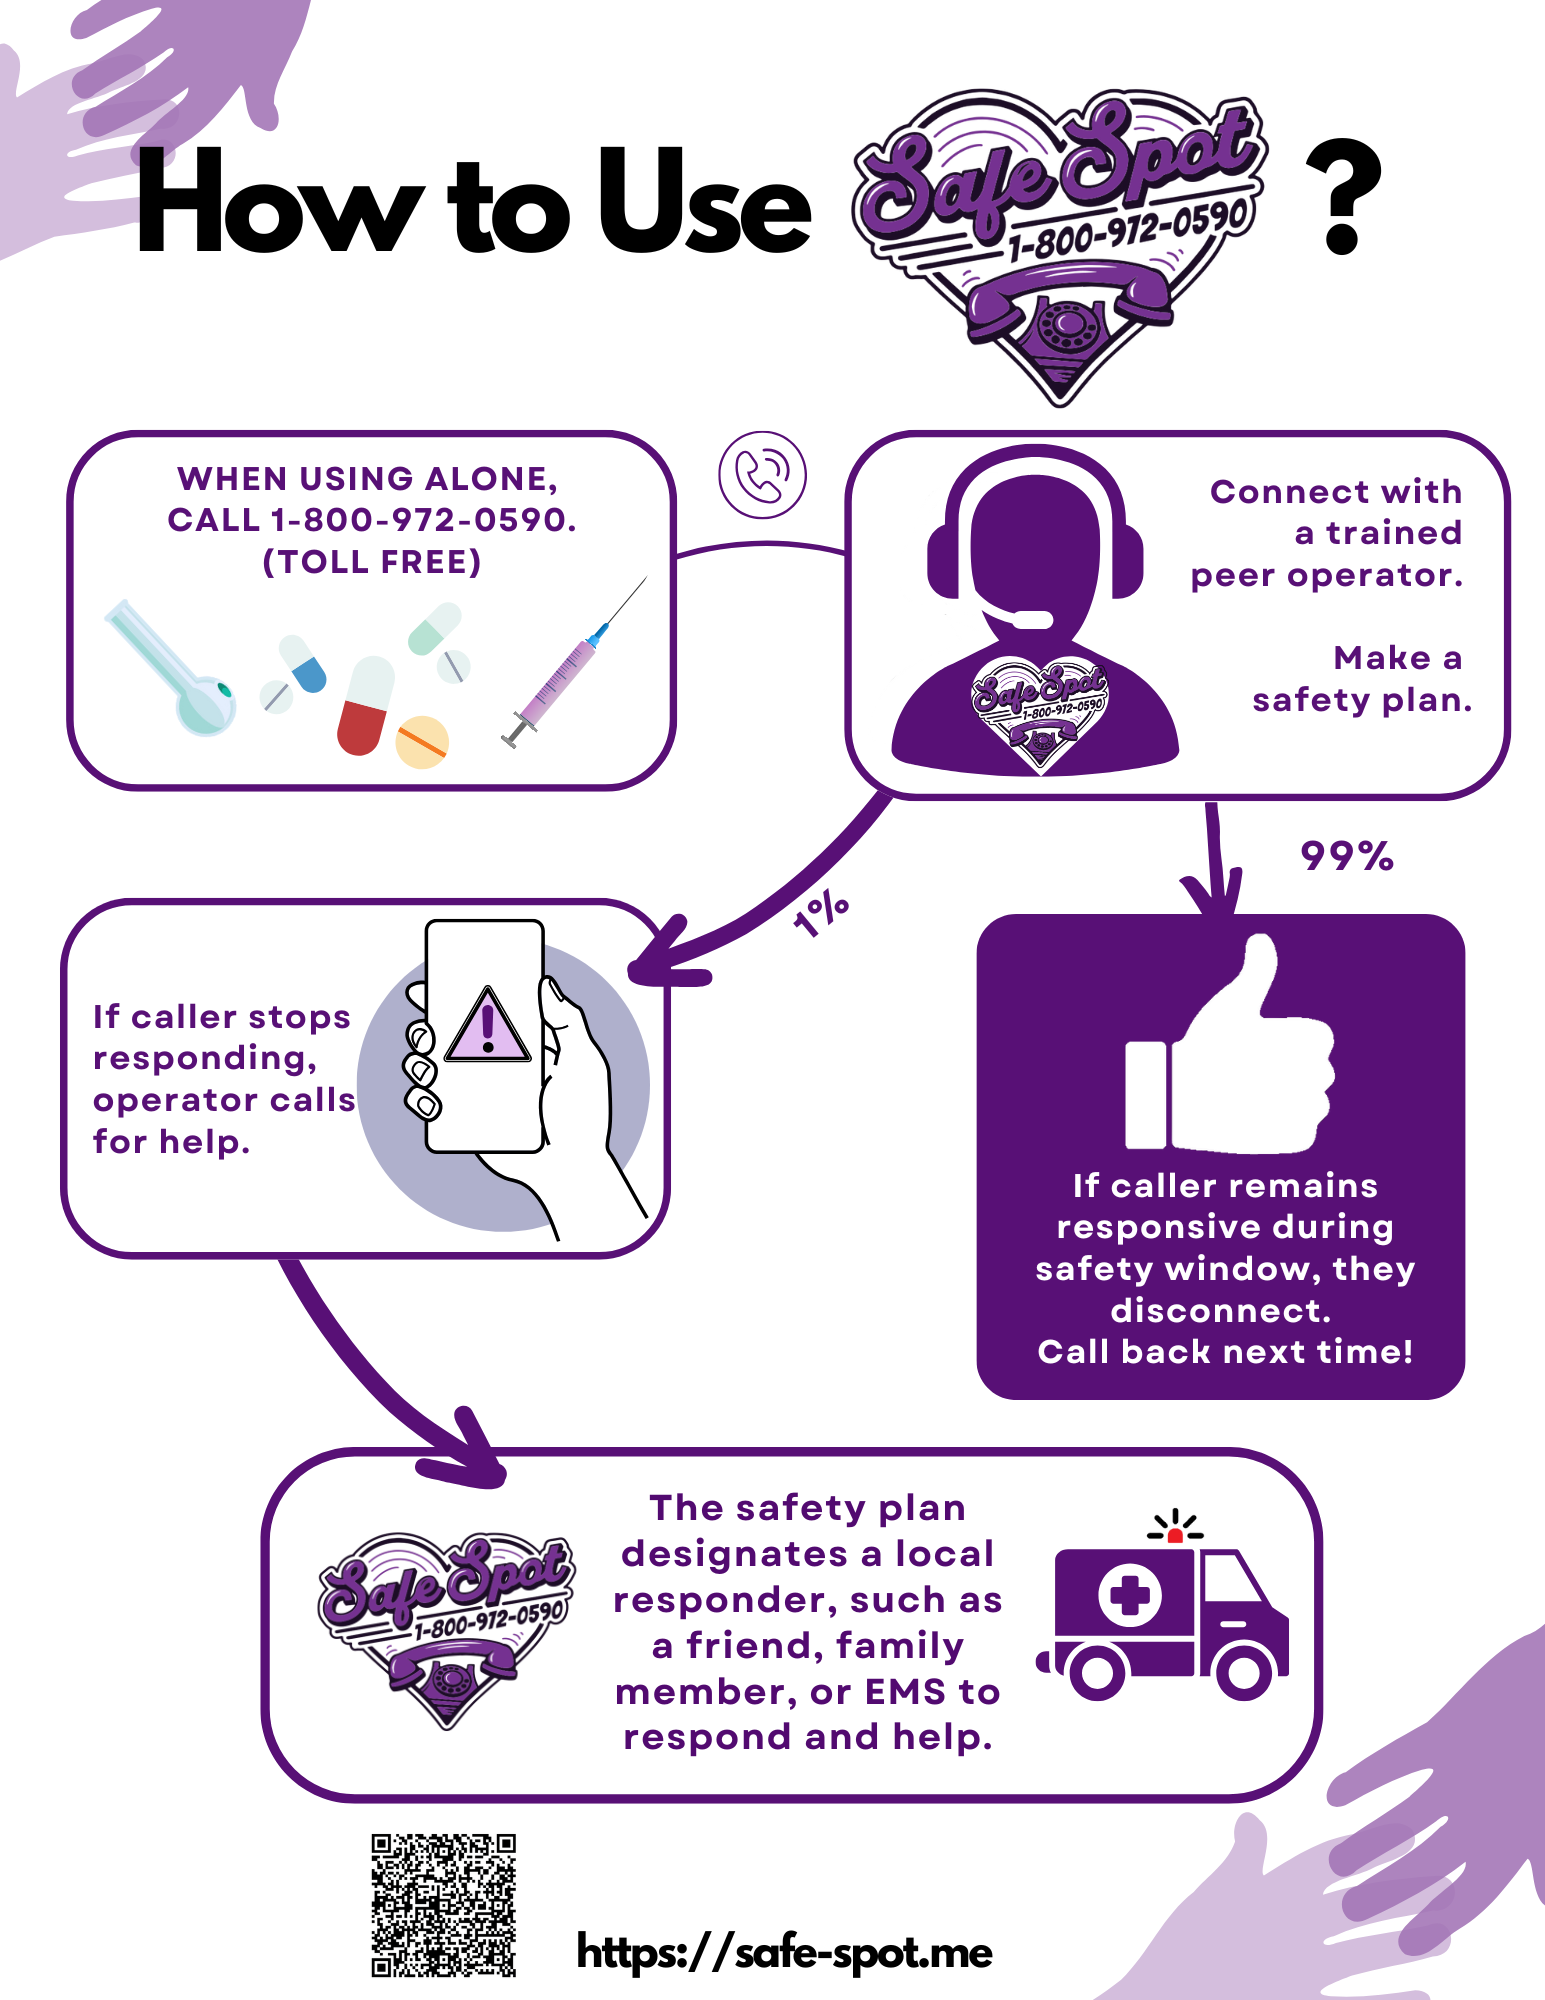 How to Use
Safe Spot
1-800-972-0590
?
WHEN USING ALONE,
CALL 1-800-972-0590.
(TOLL FREE)
Connect with
a trained
peer operator.
Make a
safety plan.
Safe Spot
1-800-972-0590
1%
99%
If caller stops
responding,
operator calls
for help.
!
If caller remains
responsive during
safety window, they
disconnect.
Call back next time!
Safe Spot
1-800-972-0590
The safety plan
designates a local
responder, such as
a friend, family
member, or EMS to
respond and help.
https://safe-spot.me